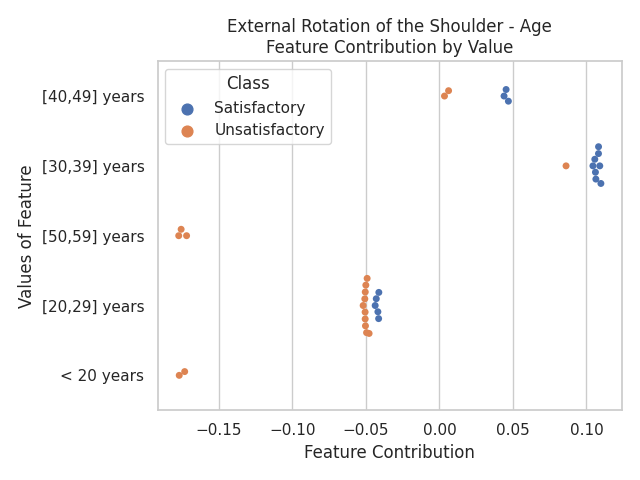 External Rotation of the Shoulder - Age
Feature Contribution by Value
Class
Satisfactory
Unsatisfactory
Values of Feature
[40,49] years
[30,39] years
[50,59] years
[20,29] years
< 20 years
−0.15 −0.10 −0.05 0.00 0.05 0.10
Feature Contribution